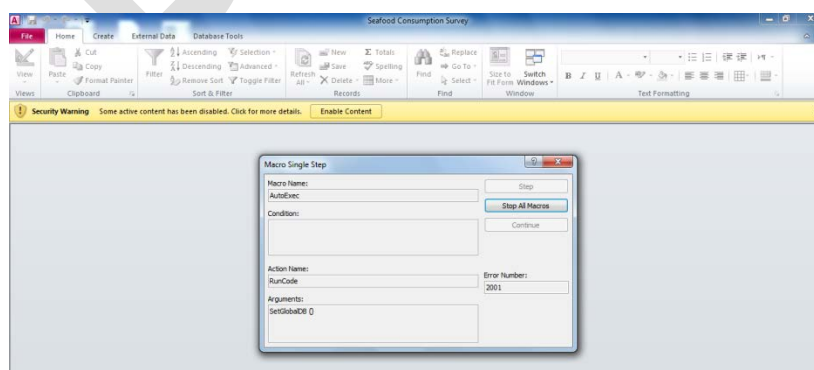 Seafood Consumption Survey
File Home Create External Data Database Tools
View
Views
Paste
Cut
Copy
Format Painter
Clipboard
Filter
Ascending
Descending
Remove Sort
Selection
Advanced
Toggle Filter
Sort & Filter
Refresh
All
New
Save
Delete
Totals
Spelling
More
Records
Find
Replace
Go To
Select
Find
Size to
Fit Form
Switch
Windows
Window
B I U A
Text Formatting
Security Warning Some active content has been disabled. Click for more details. Enable Content
Macro Single Step
Macro Name:
AutoExec
Step
Stop All Macros
Condition:
Continue
Action Name:
RunCode
Error Number:
2001
Arguments:
SetGlobalDB ()